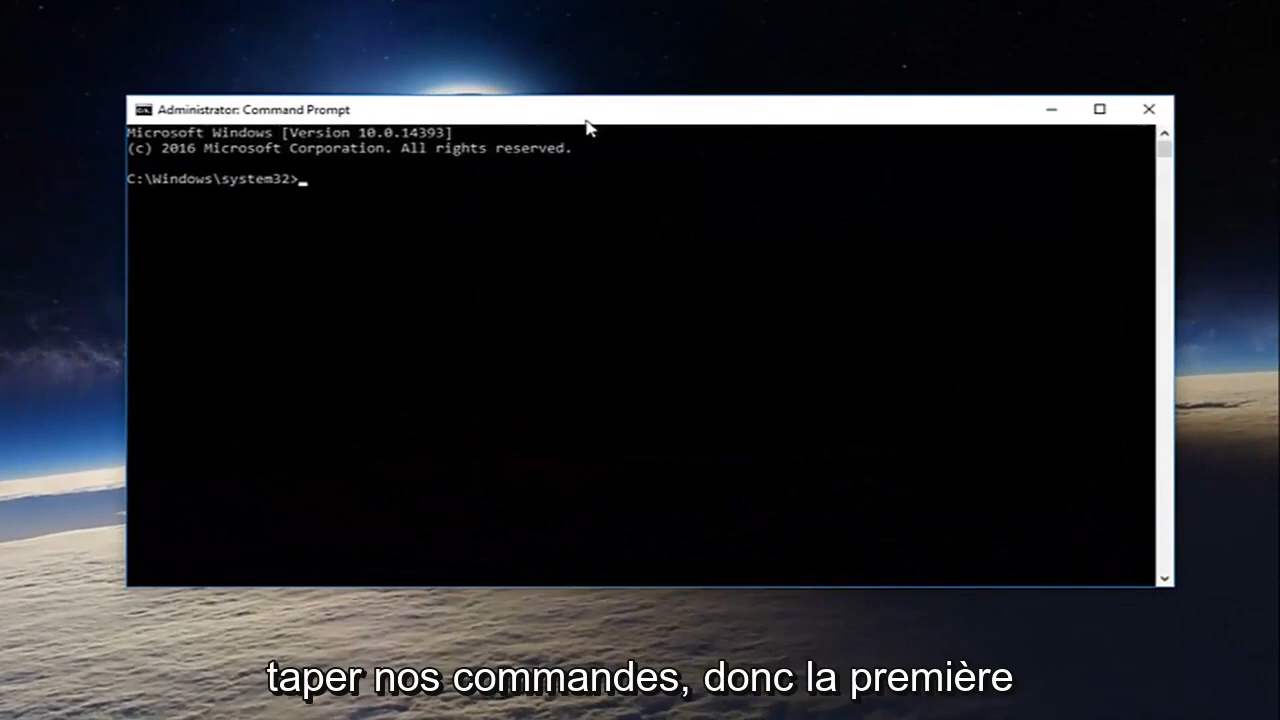 Administrator: Command Prompt
Microsoft Windows [Version 10.0.14393]
(c) 2016 Microsoft Corporation. All rights reserved.
C:\Windows\system32>
taper nos commandes, donc la première